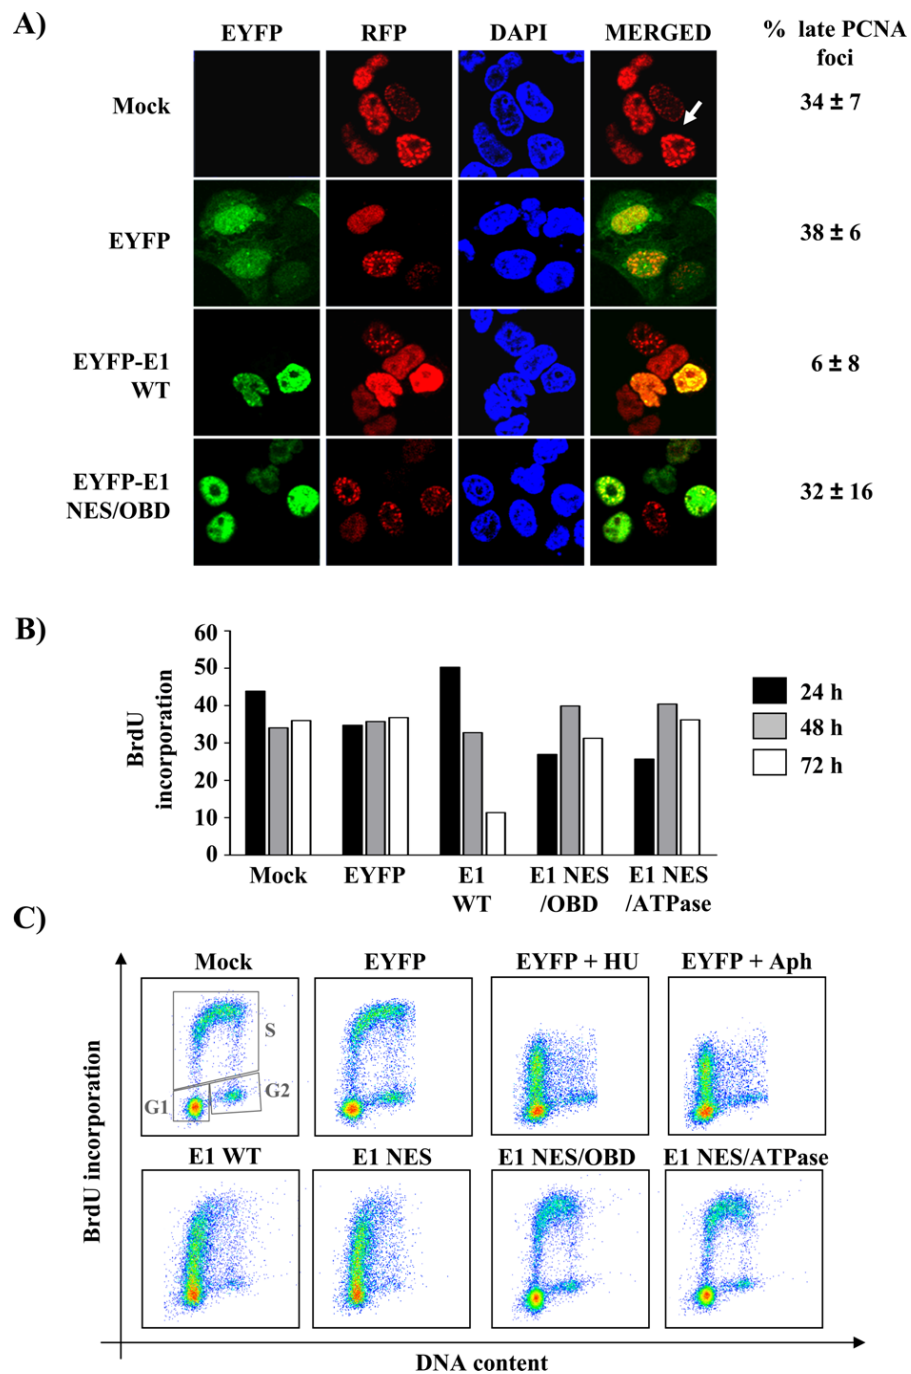 A)
EYFP RFP DAPI MERGED % late PCNA
foci
Mock 34 ± 7
EYFP 38 ± 6
EYFP-E1
WT 6 ± 8
EYFP-E1
NES/OBD 32 ± 16
B)
BrdU
incorporation
60
50
40
30
20
10
0
Mock EYFP E1 E1 NES E1 NES
WT /OBD /ATPase
24 h
48 h
72 h
C)
Mock EYFP EYFP + HU EYFP + Aph
S
G1 G2
E1 WT E1 NES E1 NES/OBD E1 NES/ATPase
BrdU incorporation
DNA content